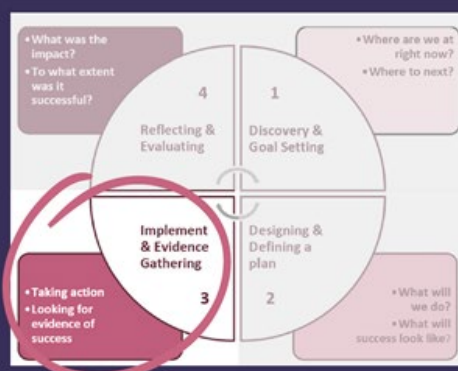 • What was the
impact?
• To what extent
was it
successful?
• Where are we at
right now?
• Where to next?
4
Reflecting &
Evaluating
1
Discovery &
Goal Setting
Implement
& Evidence
Gathering
3
Designing &
Defining a
plan
2
• Taking action
• Looking for
evidence of
success
• What will
we do?
• What will
success look like?